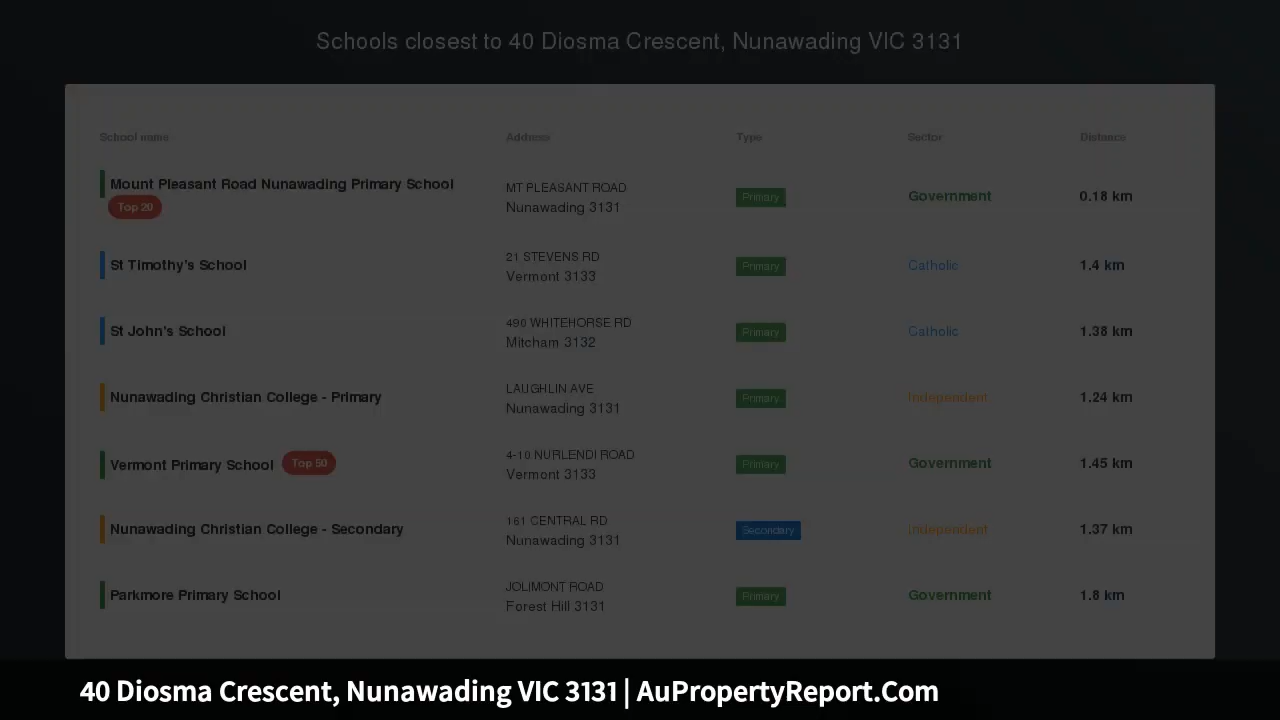 Schools closest to 40 Diosma Crescent, Nunawading VIC 3131
School name Address Type Sector Distance
Mount Pleasant Road Nunawading Primary School
Top 20
MT PLEASANT ROAD
Nunawading 3131
Primary
Government
0.18 km
St Timothy's School
21 STEVENS RD
Vermont 3133
Primary
Catholic
1.4 km
St John's School
490 WHITEHORSE RD
Mitcham 3132
Primary
Catholic
1.38 km
Nunawading Christian College - Primary
LAUGHLIN AVE
Nunawading 3131
Primary
Independent
1.24 km
Vermont Primary School Top 50
4-10 NURLENDI ROAD
Vermont 3133
Primary
Government
1.45 km
Nunawading Christian College - Secondary
161 CENTRAL RD
Nunawading 3131
Secondary
Independent
1.37 km
Parkmore Primary School
JOLIMONT ROAD
Forest Hill 3131
Primary
Government
1.8 km
40 Diosma Crescent, Nunawading VIC 3131 | AuPropertyReport.Com